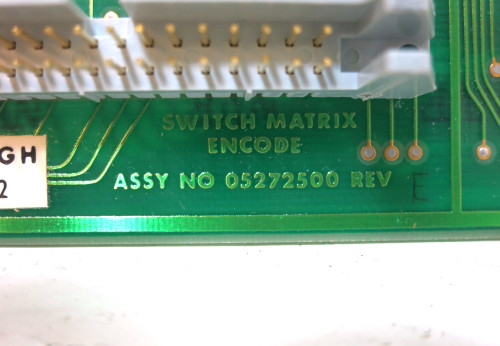 SWITCH MATRIX
ENCODE
GH
2
ASSY NO 05272500 REV E